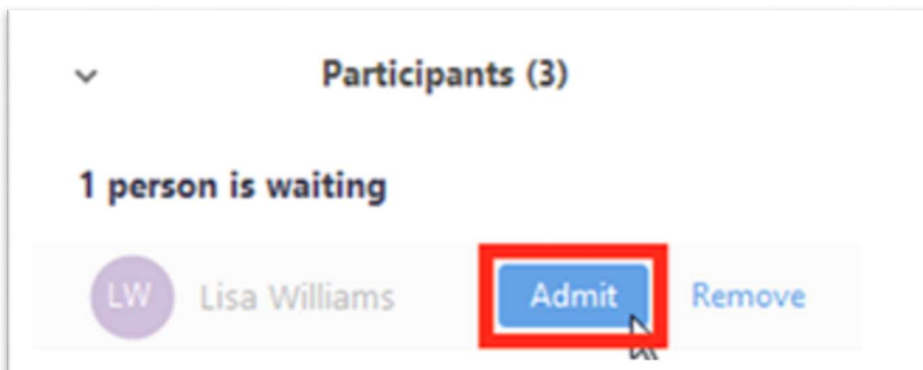 Participants (3)
1 person is waiting
LW Lisa Williams Admit Remove